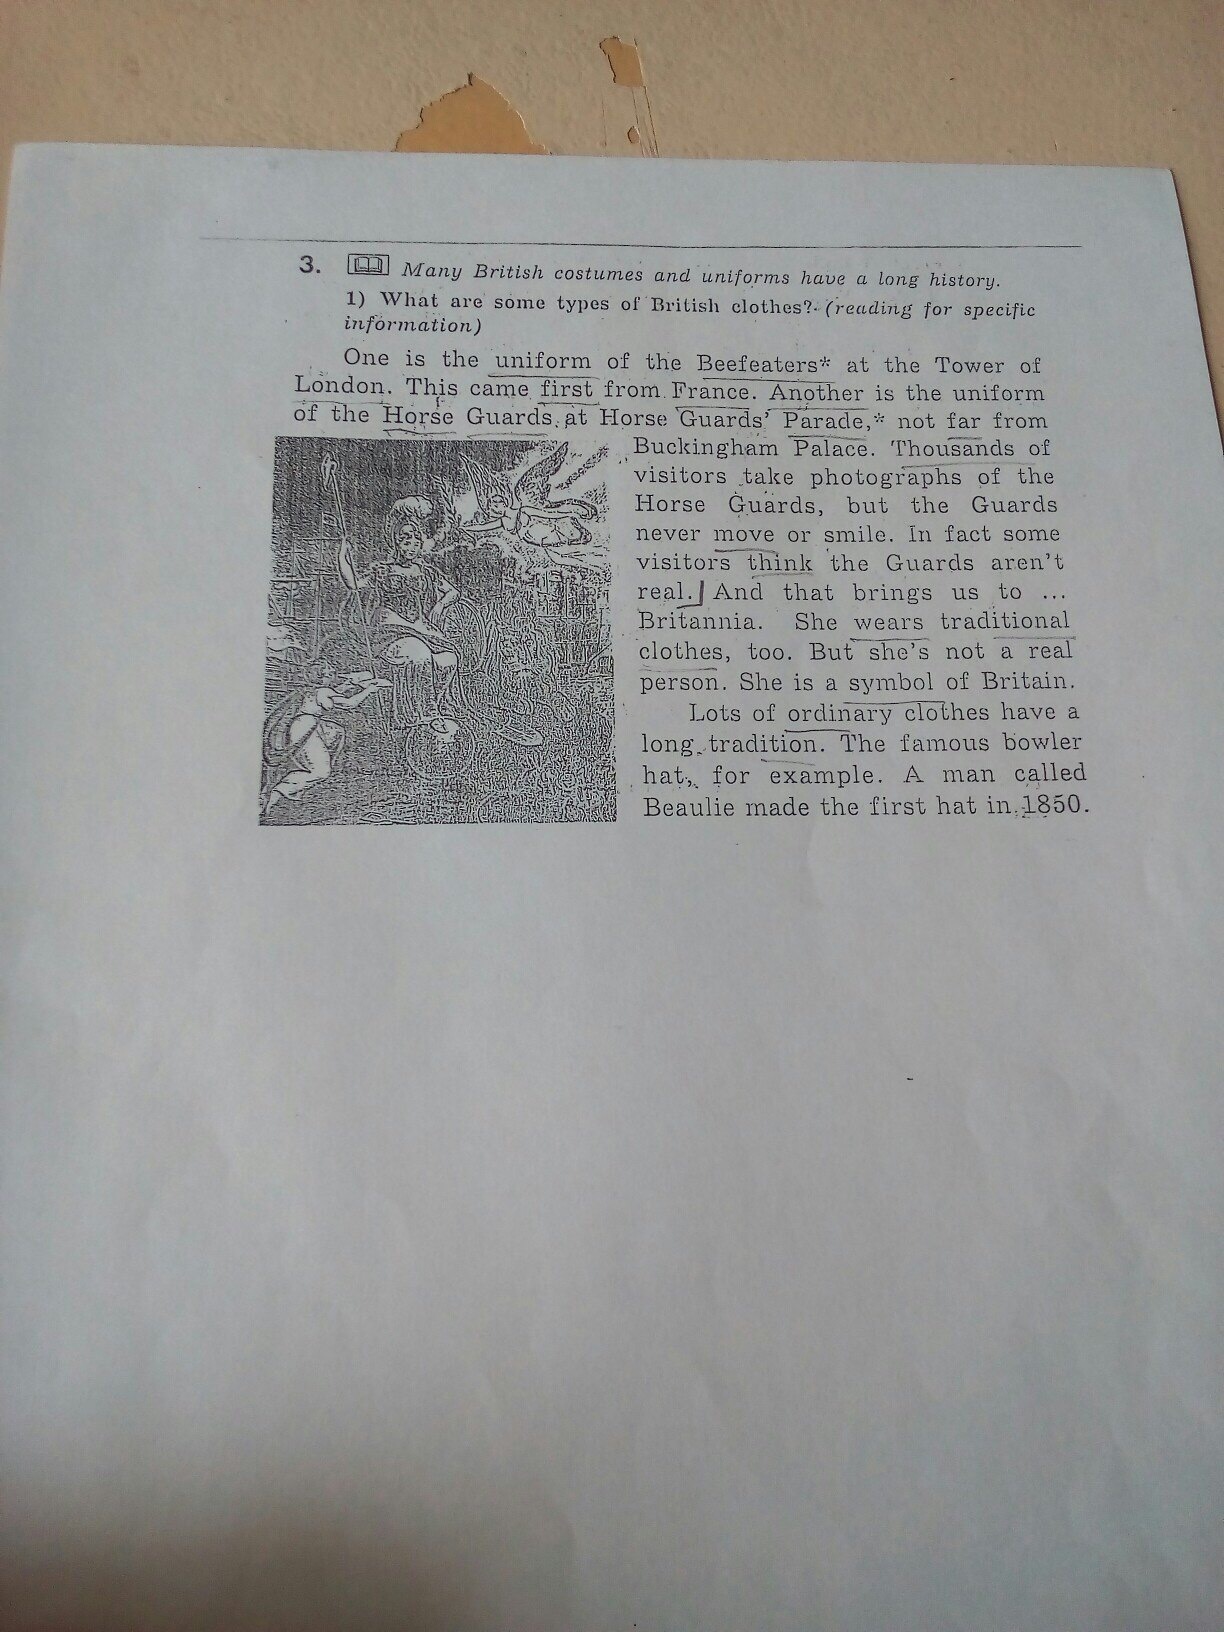 3. Many British costumes and uniforms have a long history.
1) What are some types of British clothes? (reading for specific
information)
One is the uniform of the Beefeaters* at the Tower of
London. This came first from France. Another is the uniform
of the Horse Guards at Horse Guards' Parade,* not far from
Buckingham Palace. Thousands of
visitors take photographs of the
Horse Guards, but the Guards
never move or smile. In fact some
visitors think the Guards aren't
real. And that brings us to ...
Britannia. She wears traditional
clothes, too. But she's not a real
person. She is a symbol of Britain.
Lots of ordinary clothes have a
long tradition. The famous bowler
hat, for example. A man called
Beaulie made the first hat in 1850.